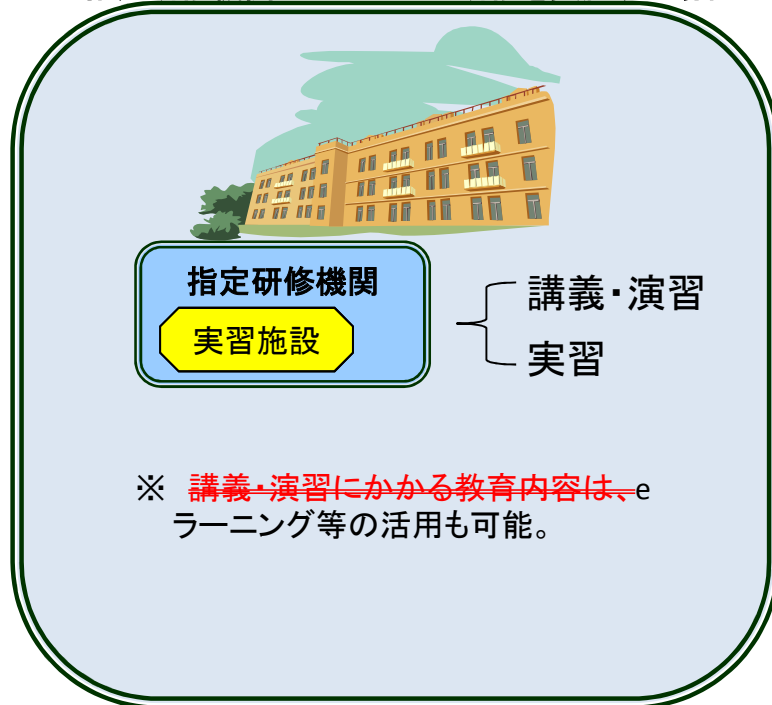 指定研修機関
実習施設
講義・演習
実習
※ 講義・演習にかかる教育内容は、e
ラーニング等の活用も可能。